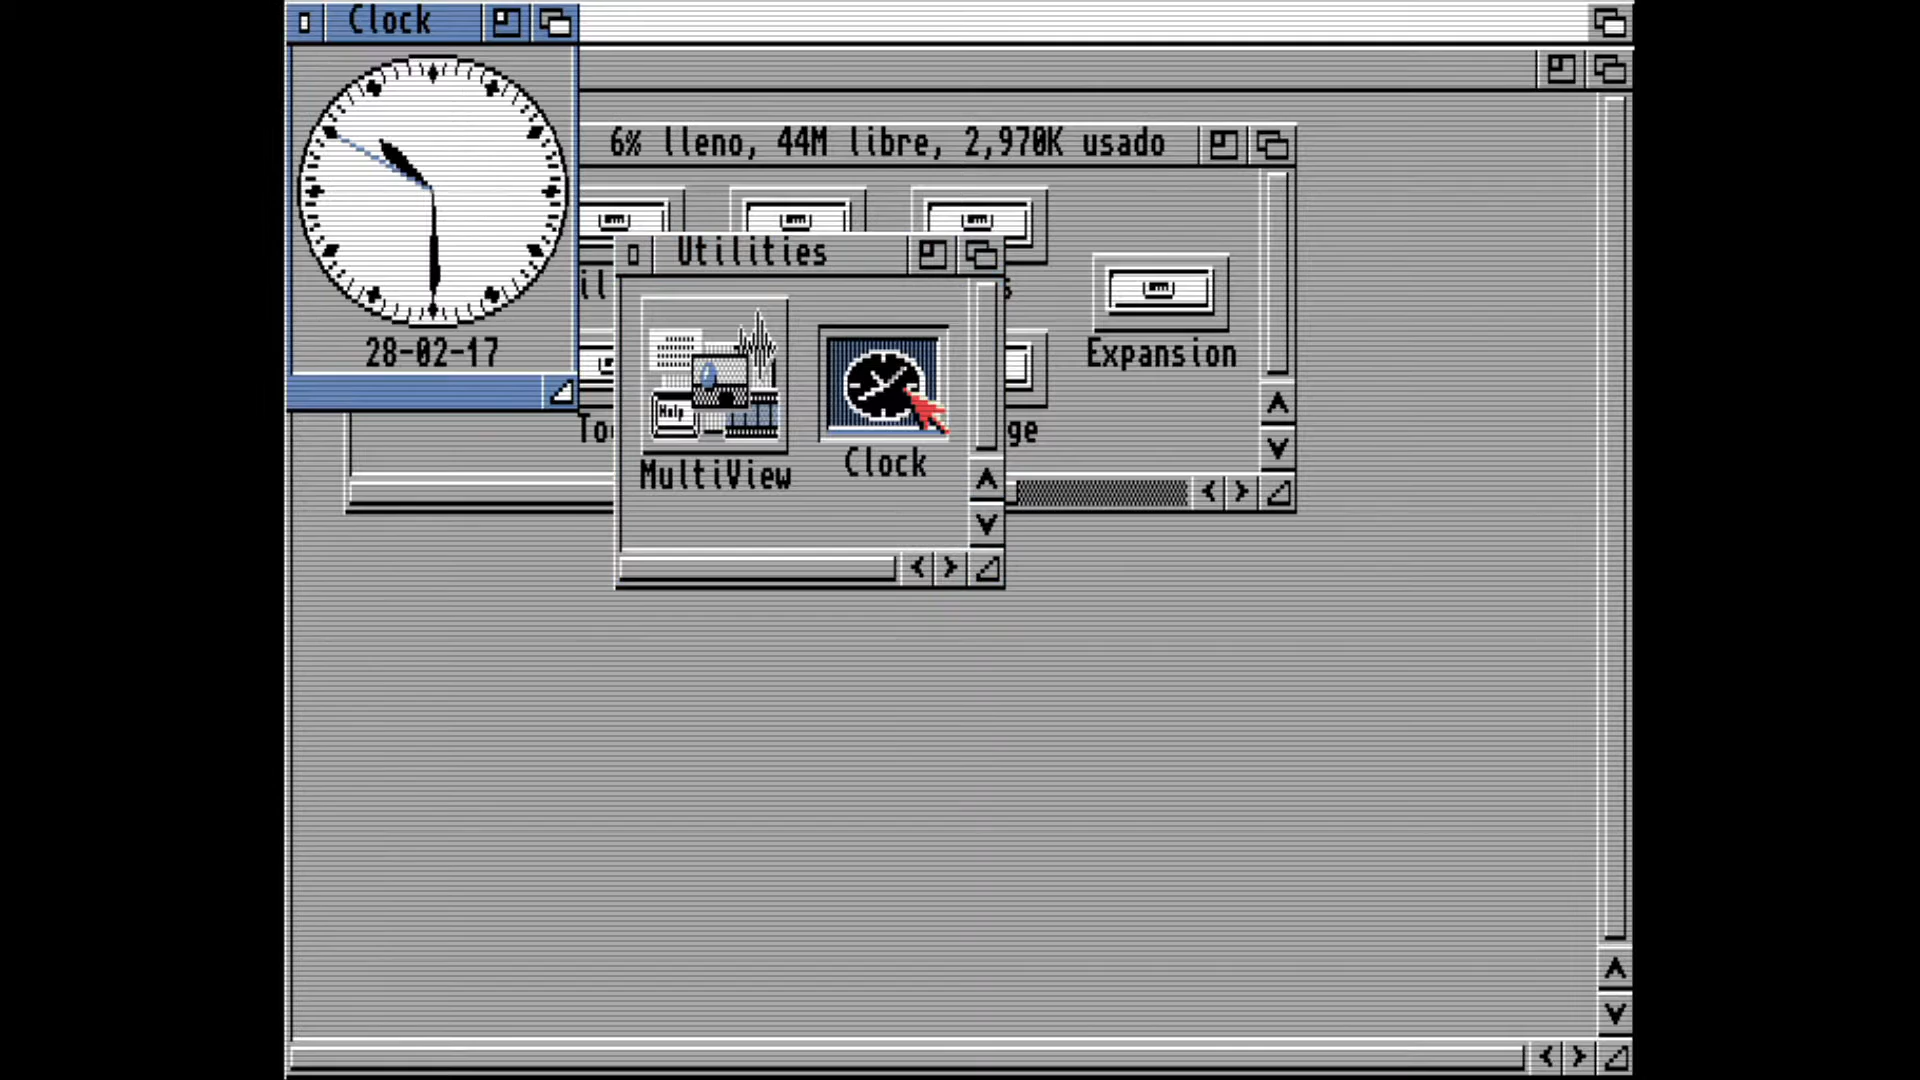 Clock
6% lleno, 44M libre, 2,970K usado
Utilities
Expansion
28-02-17
Help
Clock
MultiView